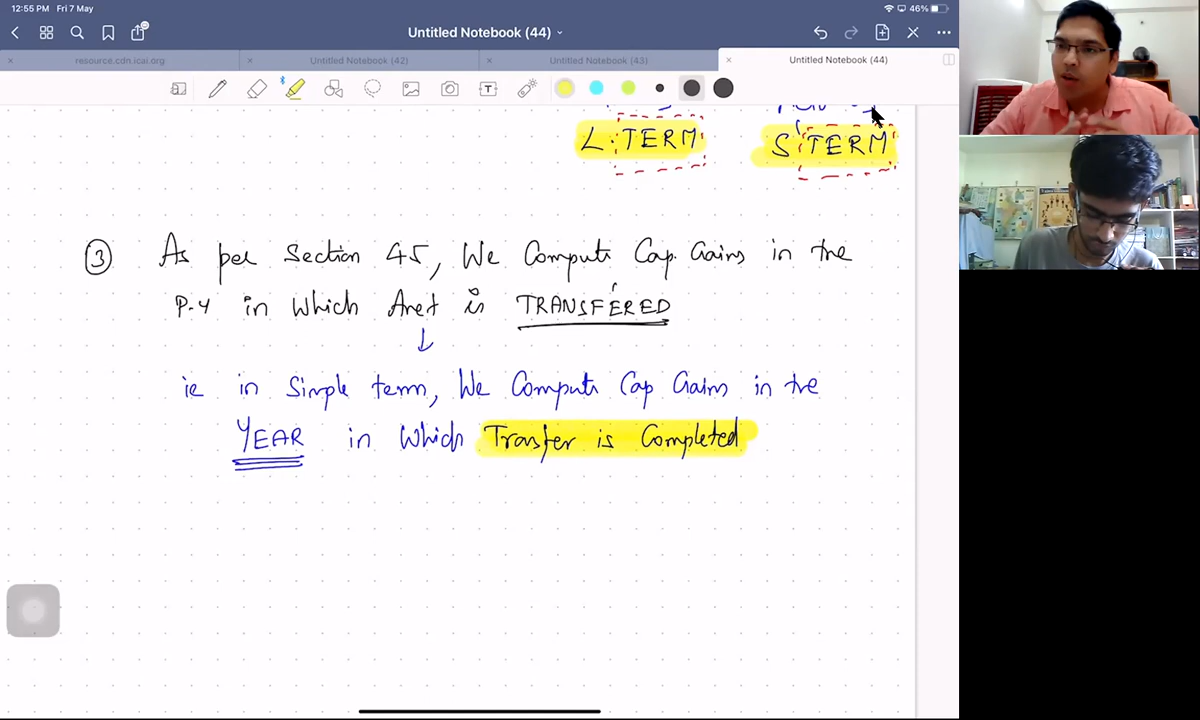 12:55 PM Fri 7 May
46%
Untitled Notebook (44)
resource.cdn.icai.org
Untitled Notebook (42)
Untitled Notebook (43)
Untitled Notebook (44)
L.TERM
S.TERM
3 As per Section 45, We Compute Cap. Gains in the
P.Y in which Asset is TRANSFERED
ie in Simple term, We Compute Cap Gains in the
YEAR in which Transfer is Completed